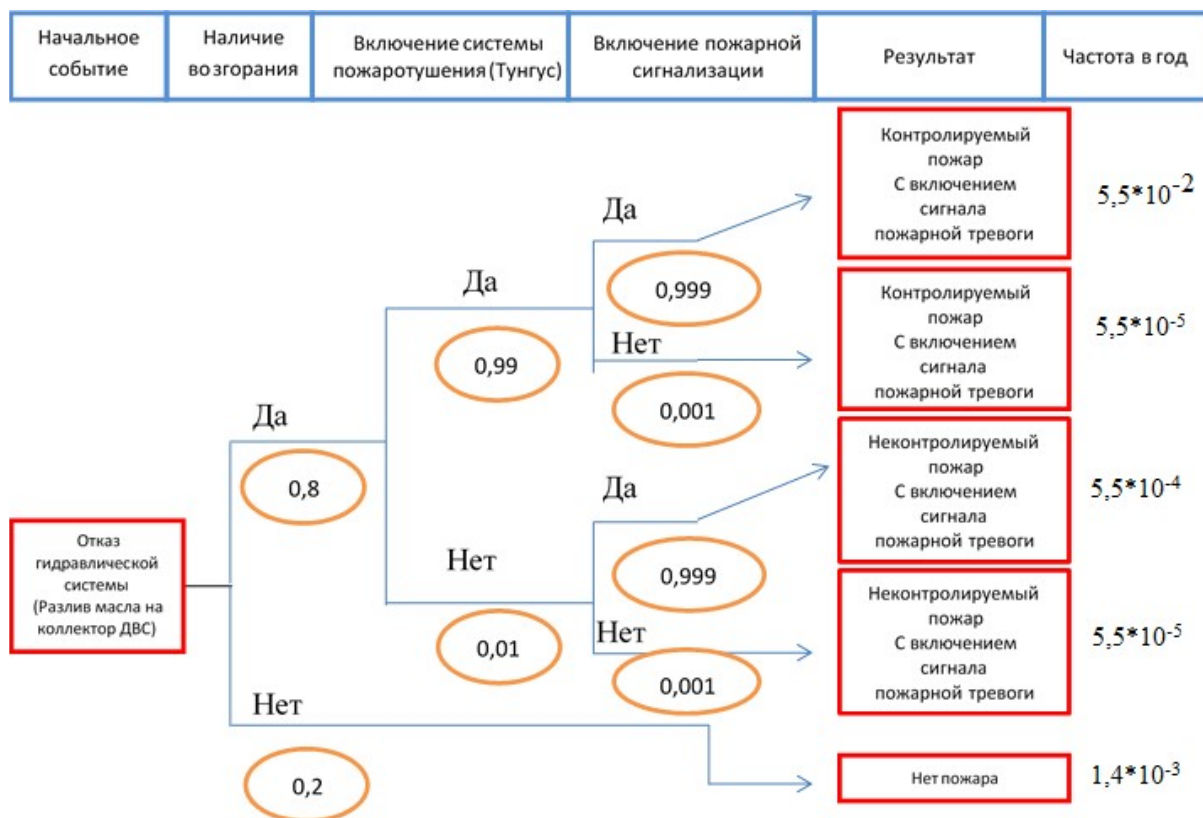 Начальное
событие
Наличие
возгорания
Включение системы
пожаротушения (Тунгус)
Включение пожарной
сигнализации
Результат
Частота в год
Контролируемый
пожар
С включением
сигнала
пожарной тревоги
5,5*10⁻²
Да
0,999
Да
0,99
Контролируемый
пожар
С включением
сигнала
пожарной тревоги
5,5*10⁻⁵
Нет
0,001
Да
0,8
Неконтролируемый
пожар
С включением
сигнала
пожарной тревоги
5,5*10⁻⁴
Да
0,999
Отказ
гидравлической
системы
(Разлив масла на
коллектор ДВС)
Нет
0,01
Неконтролируемый
пожар
С включением
сигнала
пожарной тревоги
5,5*10⁻⁵
Нет
0,001
Нет
0,2
Нет пожара
1,4*10⁻³